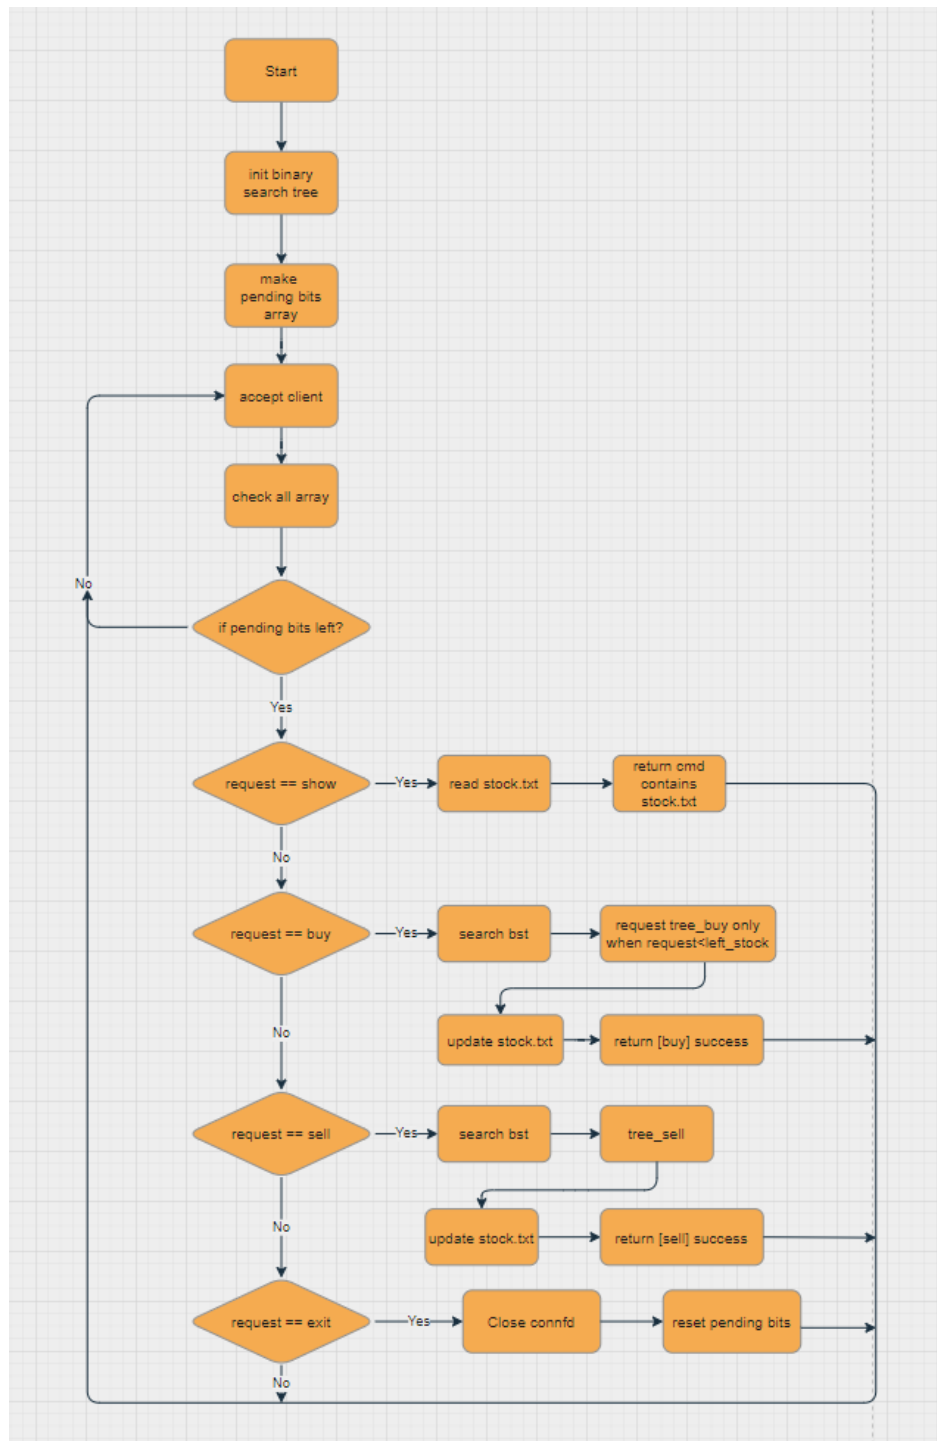 Start
init binary
search tree
make
pending bits
array
accept client
check all array
No
if pending bits left?
Yes
request == show
Yes
read stock.txt
return cmd
contains
stock.txt
No
request == buy
Yes
search bst
request tree_buy only
when request<left_stock
No
update stock.txt
return [buy] success
request == sell
Yes
search bst
tree_sell
No
update stock.txt
return [sell] success
request == exit
Yes
Close connfd
reset pending bits
No